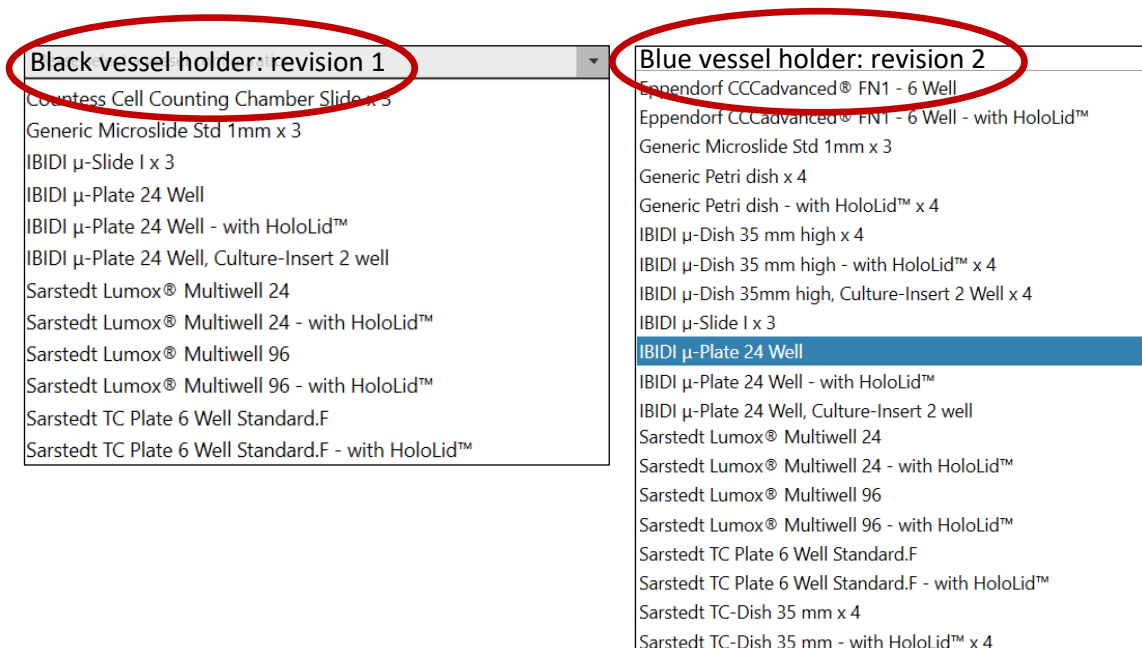 Black vessel holder: revision 1
Countess Cell Counting Chamber Slide x 3
Generic Microslide Std 1mm x 3
IBIDI µ-Slide I x 3
IBIDI µ-Plate 24 Well
IBIDI µ-Plate 24 Well - with HoloLid™
IBIDI µ-Plate 24 Well, Culture-Insert 2 well
Sarstedt Lumox® Multiwell 24
Sarstedt Lumox® Multiwell 24 - with HoloLid™
Sarstedt Lumox® Multiwell 96
Sarstedt Lumox® Multiwell 96 - with HoloLid™
Sarstedt TC Plate 6 Well Standard.F
Sarstedt TC Plate 6 Well Standard.F - with HoloLid™
Blue vessel holder: revision 2
Eppendorf CCCadvanced® FN1 - 6 Well
Eppendorf CCCadvanced® FN1 - 6 Well - with HoloLid™
Generic Microslide Std 1mm x 3
Generic Petri dish x 4
Generic Petri dish - with HoloLid™ x 4
IBIDI µ-Dish 35 mm high x 4
IBIDI µ-Dish 35 mm high - with HoloLid™ x 4
IBIDI µ-Dish 35mm high, Culture-Insert 2 Well x 4
IBIDI µ-Slide I x 3
IBIDI µ-Plate 24 Well
IBIDI µ-Plate 24 Well - with HoloLid™
IBIDI µ-Plate 24 Well, Culture-Insert 2 well
Sarstedt Lumox® Multiwell 24
Sarstedt Lumox® Multiwell 24 - with HoloLid™
Sarstedt Lumox® Multiwell 96
Sarstedt Lumox® Multiwell 96 - with HoloLid™
Sarstedt TC Plate 6 Well Standard.F
Sarstedt TC Plate 6 Well Standard.F - with HoloLid™
Sarstedt TC-Dish 35 mm x 4
Sarstedt TC-Dish 35 mm - with HoloLid™ x 4